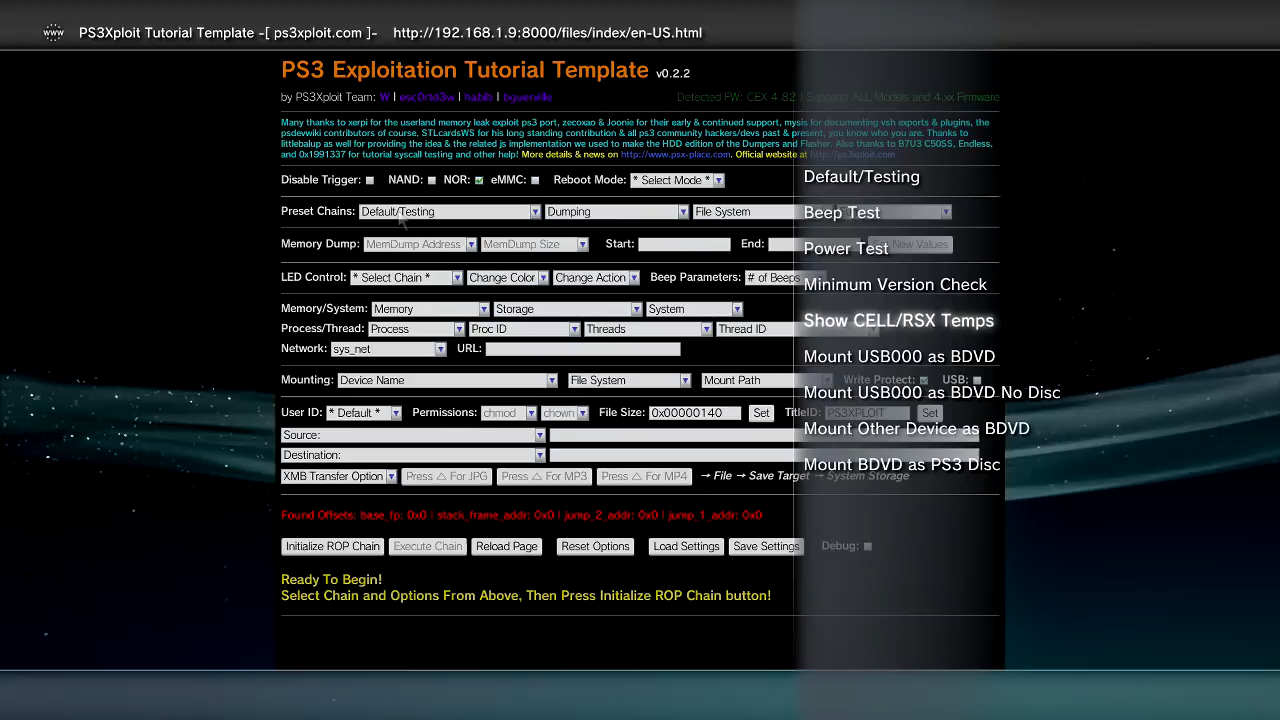 PS3Xploit Tutorial Template -[ ps3xploit.com ]- http://192.168.1.9:8000/files/index/en-US.html
PS3 Exploitation Tutorial Template v0.2.2
by PS3Xploit Team: W | esc0rtd3w | habib | bguerville Detected FW: CEX 4.82 | Supports ALL Models and 4.xx Firmware
Many thanks to xerpi for the userland memory leak exploit ps3 port, zecoxao & Joonie for their early & continued support, mysis for documenting vsh exports & plugins, the
psdevwiki contributors of course, STLcardsWS for his long standing contribution & all ps3 community hackers/devs past & present, you know who you are. Thanks to
littlebalup as well for providing the idea & the related js implementation we used to make the HDD edition of the Dumpers and Flasher. Also thanks to B7U3 C50SS, Endless,
and 0x1991337 for tutorial syscall testing and other help! More details & news on http://www.psx-place.com. Official website at http://ps3xploit.com
Disable Trigger: NAND: NOR: eMMC: Reboot Mode: * Select Mode *
Preset Chains: Default/Testing Dumping File System
Memory Dump: MemDump Address MemDump Size Start: End: Set New Values
LED Control: * Select Chain * Change Color Change Action Beep Parameters: # of Beeps
Memory/System: Memory Storage System
Process/Thread: Process Proc ID Threads Thread ID
Network: sys_net URL:
Mounting: Device Name File System Mount Path Write Protect: USB:
User ID: * Default * Permissions: chmod chown File Size: 0x00000140 Set TitleID: PS3XPLOIT Set
Source:
Destination:
XMB Transfer Option Press △ For JPG Press △ For MP3 Press △ For MP4 → File → Save Target → System Storage
Found Offsets: base_fp: 0x0 | stack_frame_addr: 0x0 | jump_2_addr: 0x0 | jump_1_addr: 0x0
Initialize ROP Chain Execute Chain Reload Page Reset Options Load Settings Save Settings Debug:
Ready To Begin!
Select Chain and Options From Above, Then Press Initialize ROP Chain button!
Default/Testing
Beep Test
Power Test
Minimum Version Check
Show CELL/RSX Temps
Mount USB000 as BDVD
Mount USB000 as BDVD No Disc
Mount Other Device as BDVD
Mount BDVD as PS3 Disc